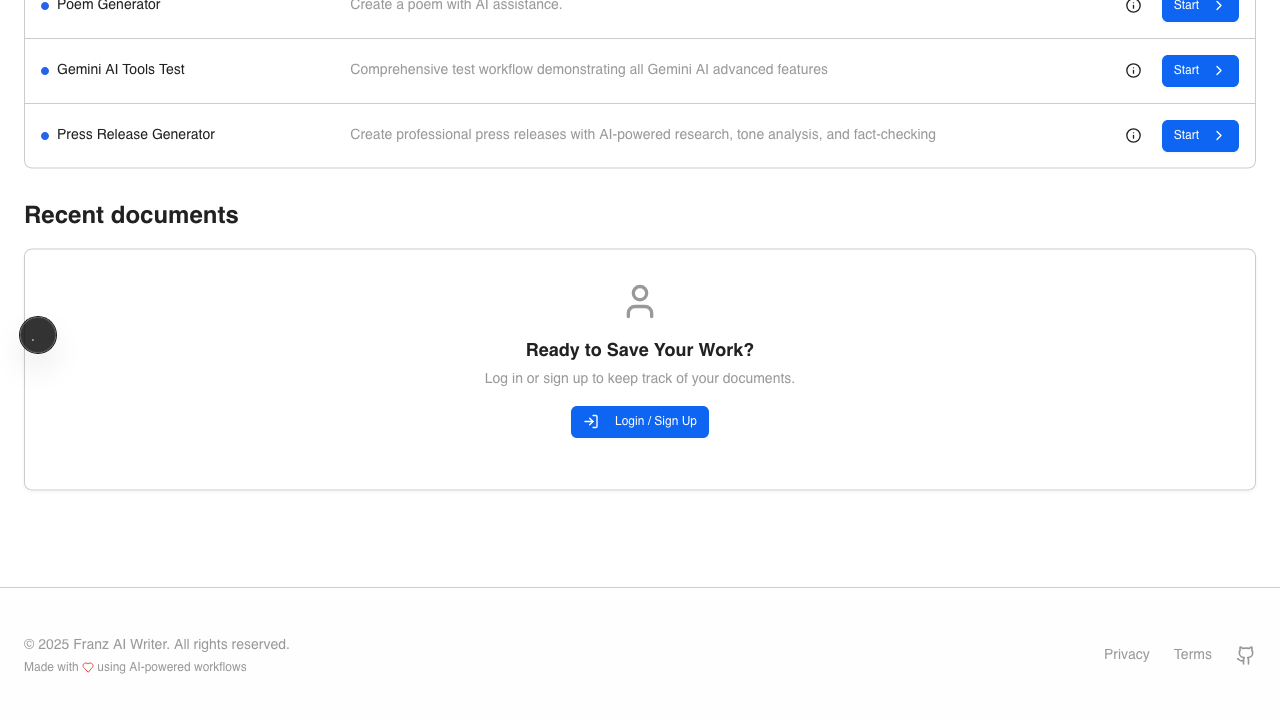 Poem Generator Create a poem with AI assistance. Start
Gemini AI Tools Test Comprehensive test workflow demonstrating all Gemini AI advanced features Start
Press Release Generator Create professional press releases with AI-powered research, tone analysis, and fact-checking Start
Recent documents
Ready to Save Your Work?
Log in or sign up to keep track of your documents.
Login / Sign Up
© 2025 Franz AI Writer. All rights reserved.
Made with using AI-powered workflows
Privacy Terms